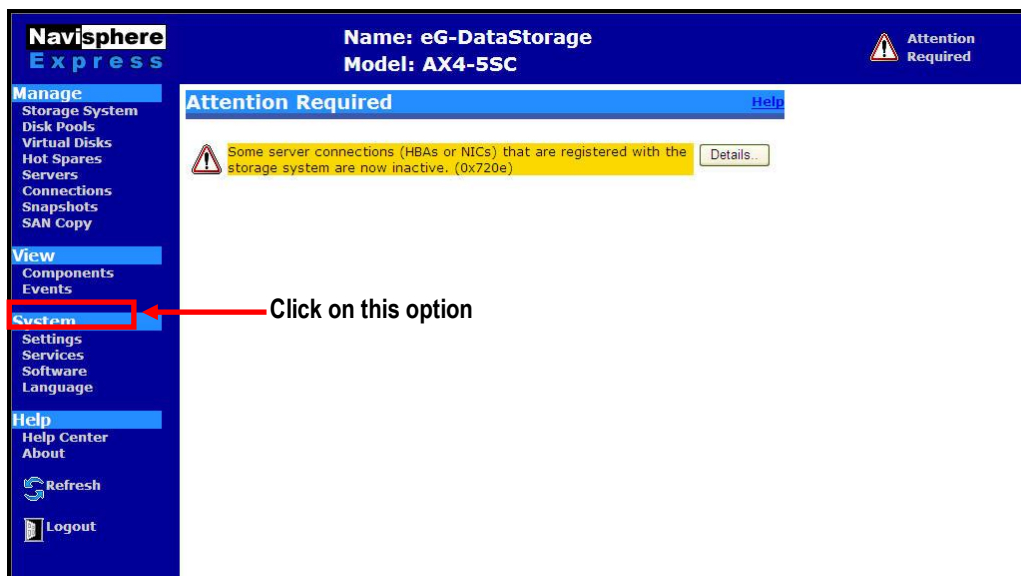 Navisphere
Express
Name: eG-DataStorage
Model: AX4-5SC
Attention
Required
Manage
Storage System
Disk Pools
Virtual Disks
Hot Spares
Servers
Connections
Snapshots
SAN Copy
View
Components
Events
System
Settings
Services
Software
Language
Help
Help Center
About
Refresh
Logout
Attention Required
Help
Some server connections (HBAs or NICs) that are registered with the
storage system are now inactive. (0x720e)
Details..
Click on this option